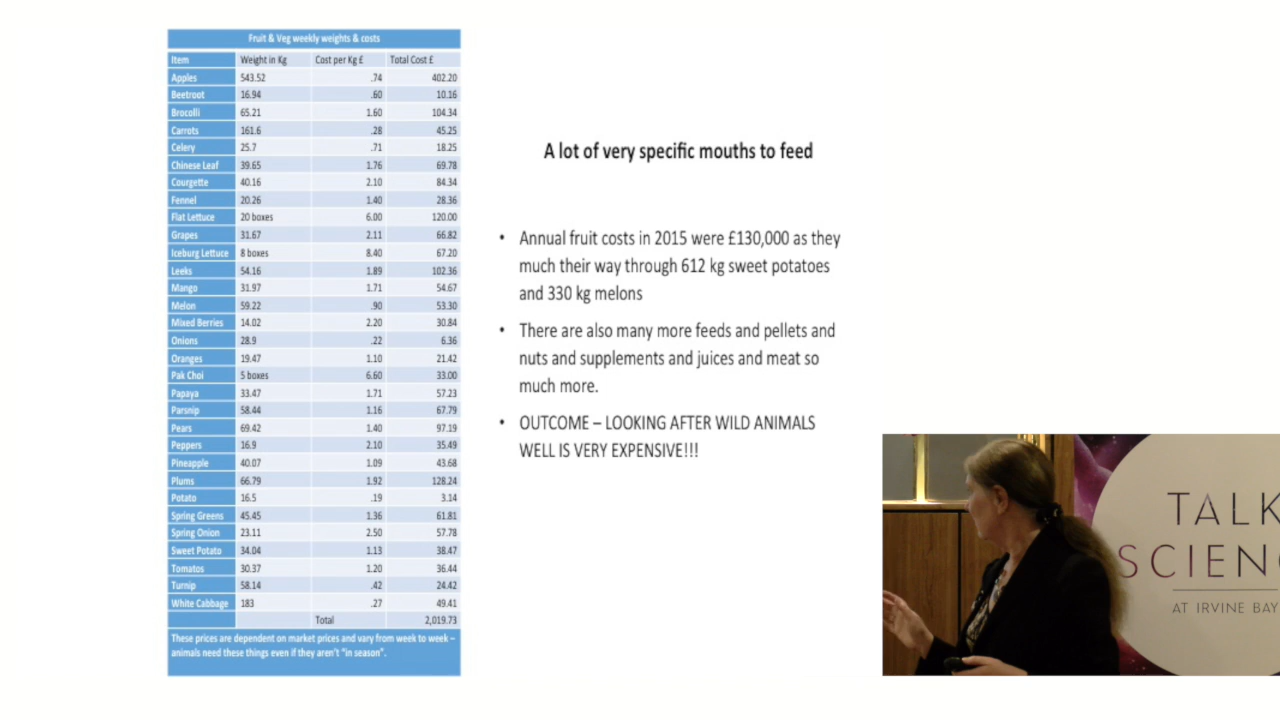 Fruit & Veg weekly weights & costs
Item Weight in Kg Cost per Kg £ Total Cost £
Apples 543.52 .74 402.20
Beetroot 16.94 .60 10.16
Brocolli 65.21 1.60 104.34
Carrots 161.6 .28 45.25
Celery 25.7 .71 18.25
Chinese Leaf 39.65 1.76 69.78
Courgette 40.16 2.10 84.34
Fennel 20.26 1.40 28.36
Flat Lettuce 20 boxes 6.00 120.00
Grapes 31.67 2.11 66.82
Iceburg Lettuce 8 boxes 8.40 67.20
Leeks 54.16 1.89 102.36
Mango 31.97 1.71 54.67
Melon 59.22 .90 53.30
Mixed Berries 14.02 2.20 30.84
Onions 28.9 .22 6.36
Oranges 19.47 1.10 21.42
Pak Choi 5 boxes 6.60 33.00
Papaya 33.47 1.71 57.23
Parsnip 58.44 1.16 67.79
Pears 69.42 1.40 97.19
Peppers 16.9 2.10 35.49
Pineapple 40.07 1.09 43.68
Plums 66.79 1.92 128.24
Potato 16.5 .19 3.14
Spring Greens 45.45 1.36 61.81
Spring Onion 23.11 2.50 57.78
Sweet Potato 34.04 1.13 38.47
Tomatos 30.37 1.20 36.44
Turnip 58.14 .42 24.42
White Cabbage 183 .27 49.41
Total 2,019.73
These prices are dependent on market prices and vary from week to week –
animals need these things even if they aren't "in season".
A lot of very specific mouths to feed
• Annual fruit costs in 2015 were £130,000 as they
much their way through 612 kg sweet potatoes
and 330 kg melons
• There are also many more feeds and pellets and
nuts and supplements and juices and meat so
much more.
• OUTCOME – LOOKING AFTER WILD ANIMALS
WELL IS VERY EXPENSIVE!!!
TALK
SCIENC
AT IRVINE BAY